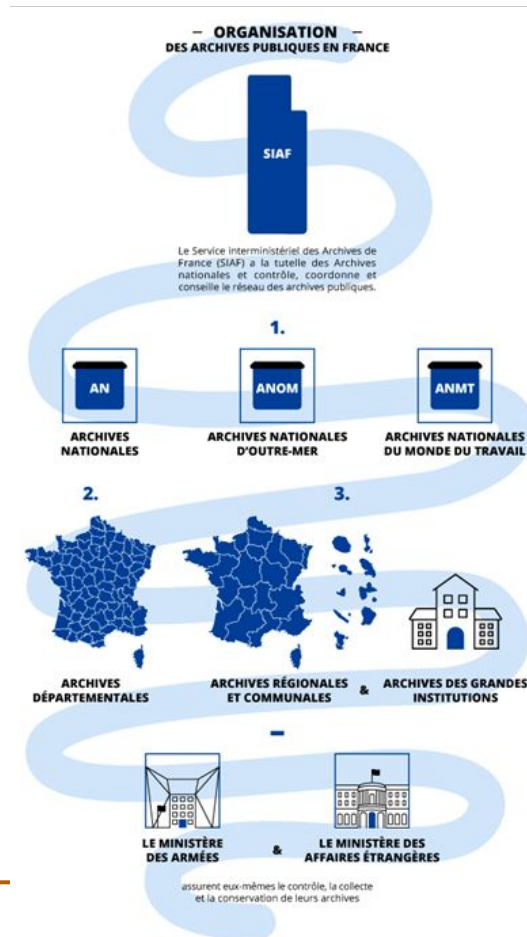 — ORGANISATION —
DES ARCHIVES PUBLIQUES EN FRANCE
SIAF
Le Service interministériel des Archives de
France (SIAF) a la tutelle des Archives
nationales et contrôle, coordonne et
conseille le réseau des archives publiques.
1.
AN
ANOM
ANMT
ARCHIVES
NATIONALES
ARCHIVES NATIONALES
D'OUTRE-MER
ARCHIVES NATIONALES
DU MONDE DU TRAVAIL
2.
3.
ARCHIVES
DÉPARTEMENTALES
ARCHIVES RÉGIONALES
ET COMMUNALES
&
ARCHIVES DES GRANDES
INSTITUTIONS
LE MINISTÈRE
DES ARMÉES
&
LE MINISTÈRE DES
AFFAIRES ÉTRANGÈRES
assurent eux-mêmes le contrôle, la collecte
et la conservation de leurs archives